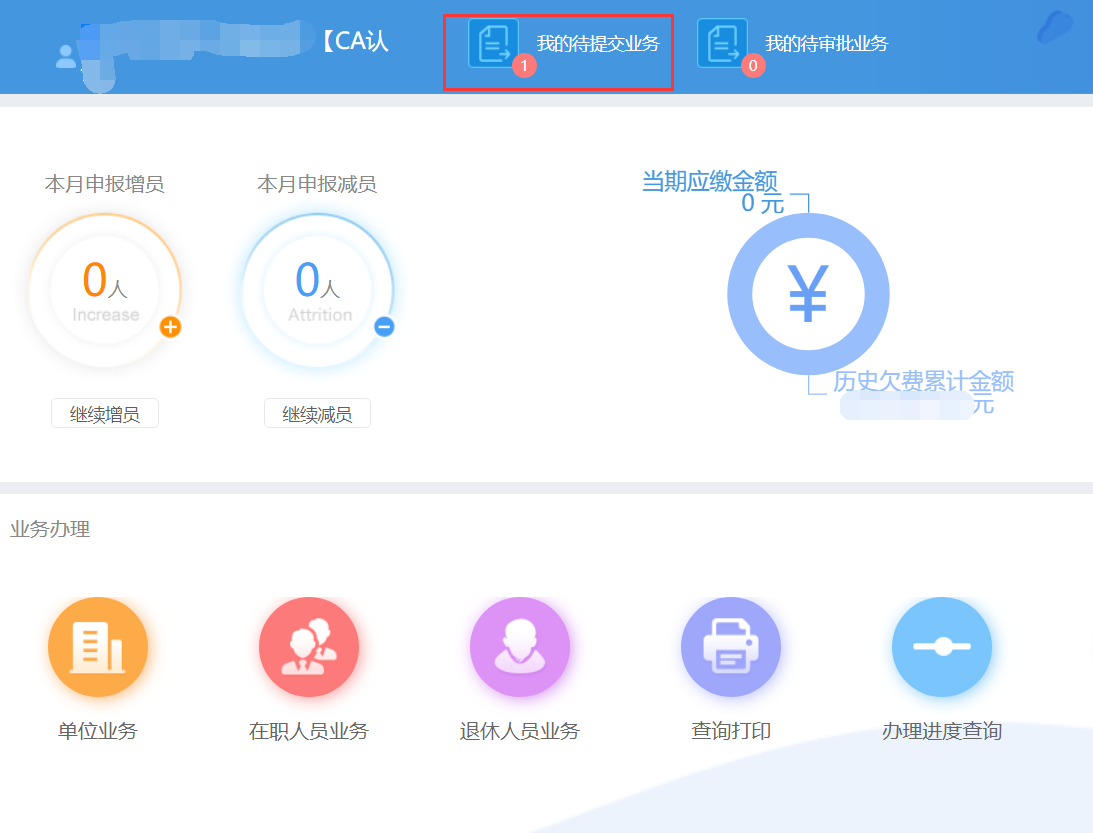 【CA认
我的待提交业务
1
我的待审批业务
0
本月申报增员
本月申报减员
当期应缴金额
0 元
0人
Increase
0人
Attrition
¥
历史欠费累计金额
元
继续增员
继续减员
业务办理
单位业务
在职人员业务
退休人员业务
查询打印
办理进度查询